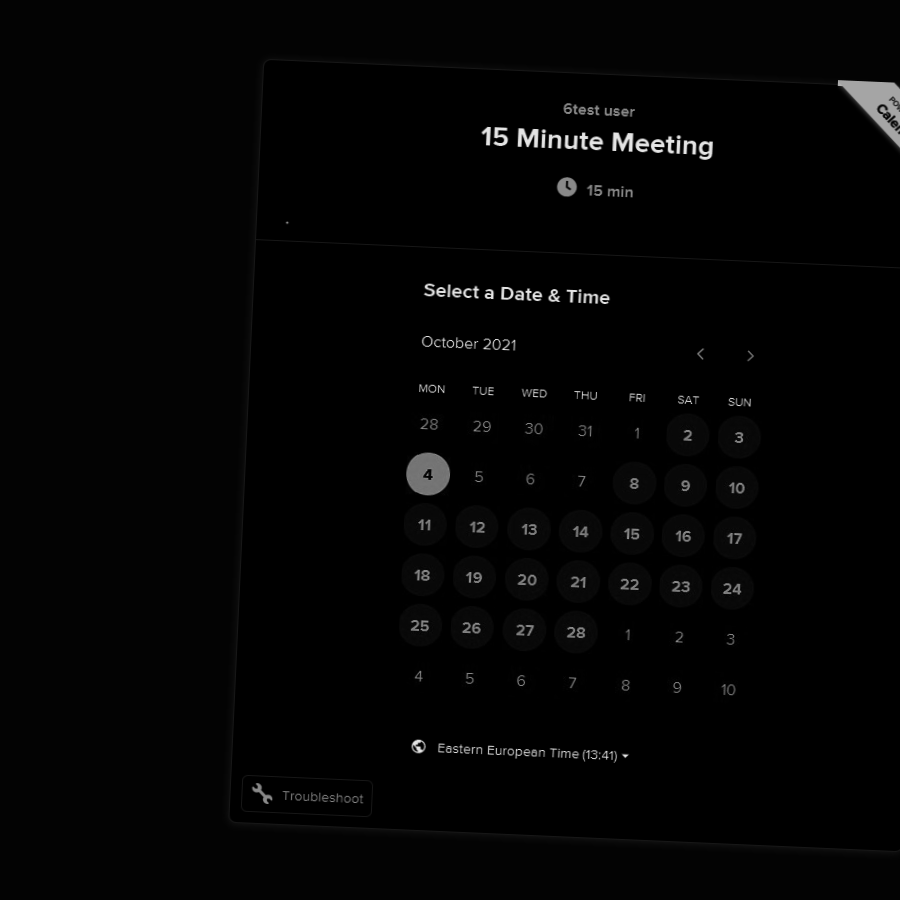 6test user
15 Minute Meeting
15 min
Select a Date & Time
October 2021
MON TUE WED THU FRI SAT SUN
28 29 30 31 1 2 3
4 5 6 7 8 9 10
11 12 13 14 15 16 17
18 19 20 21 22 23 24
25 26 27 28 1 2 3
4 5 6 7 8 9 10
Eastern European Time (13:41)
Troubleshoot